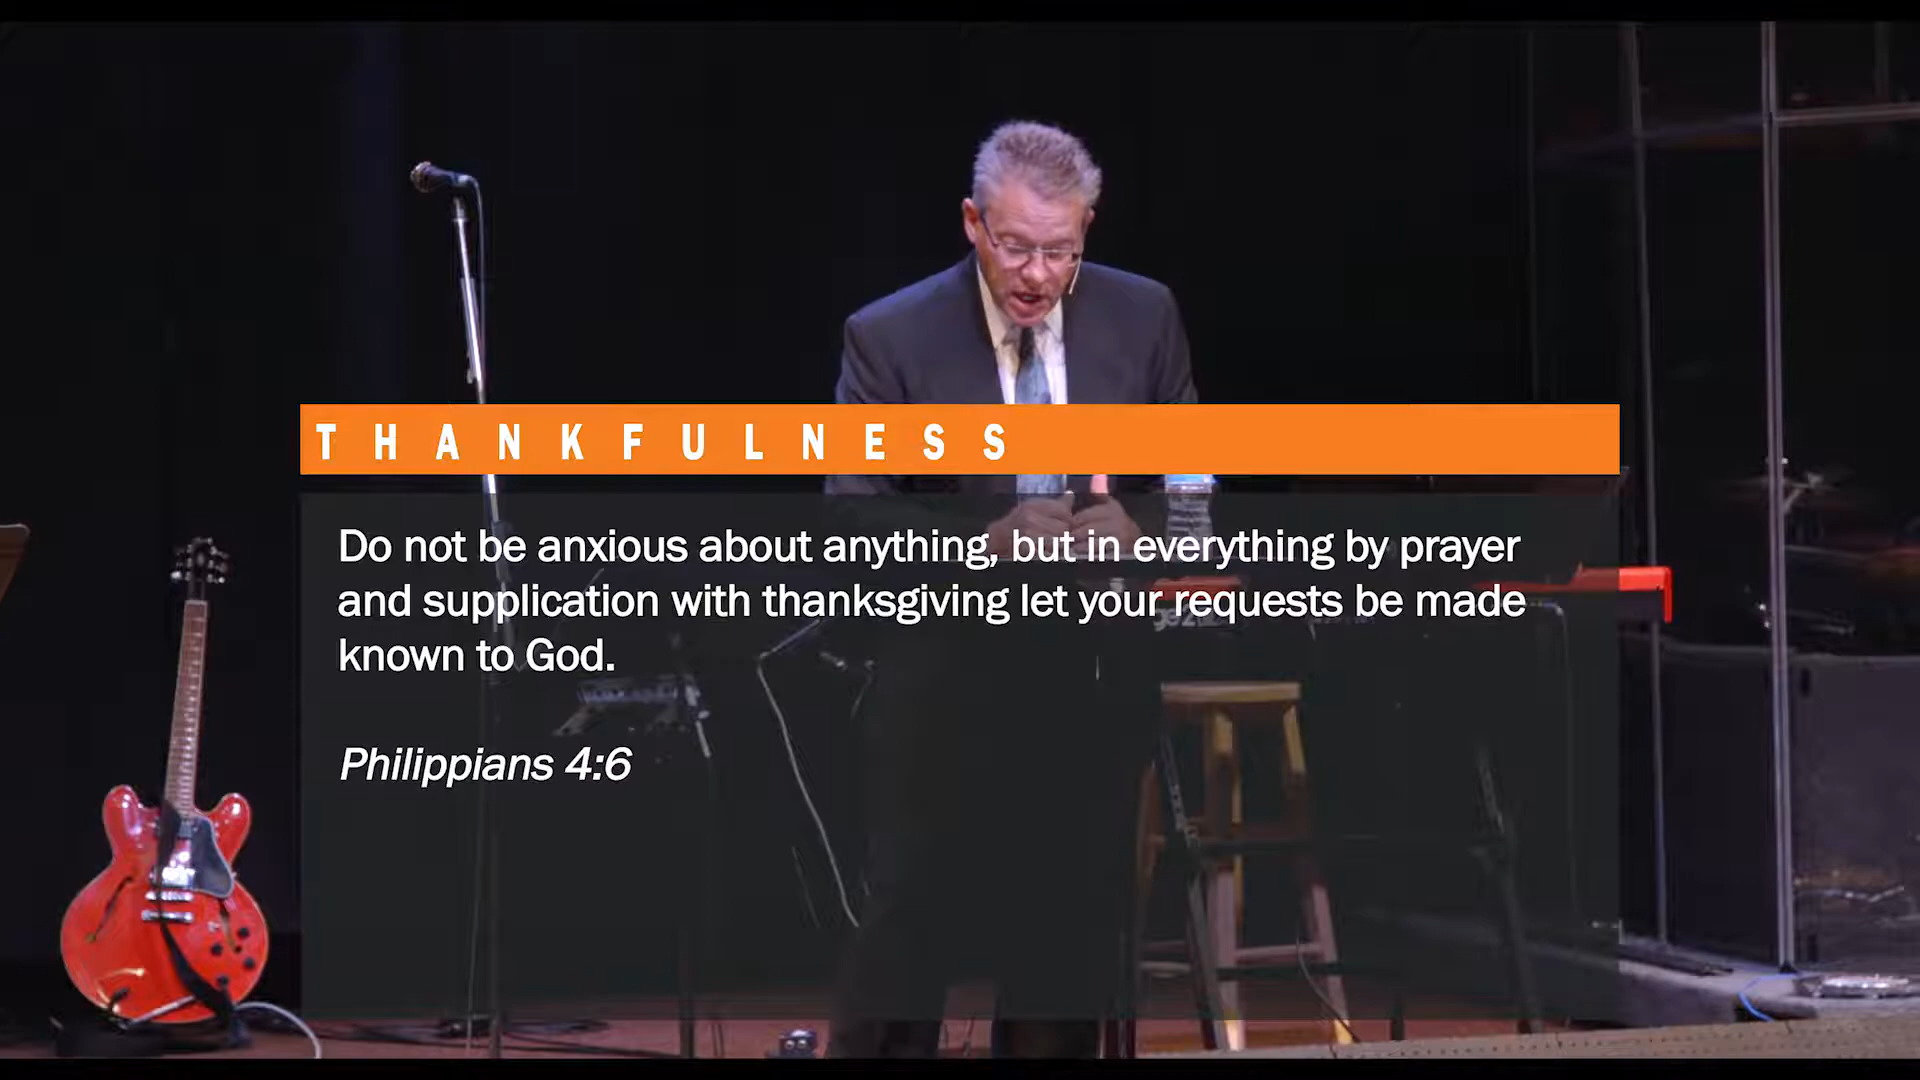 THANKFULNESS
Do not be anxious about anything, but in everything by prayer
and supplication with thanksgiving let your requests be made
known to God.
Philippians 4:6